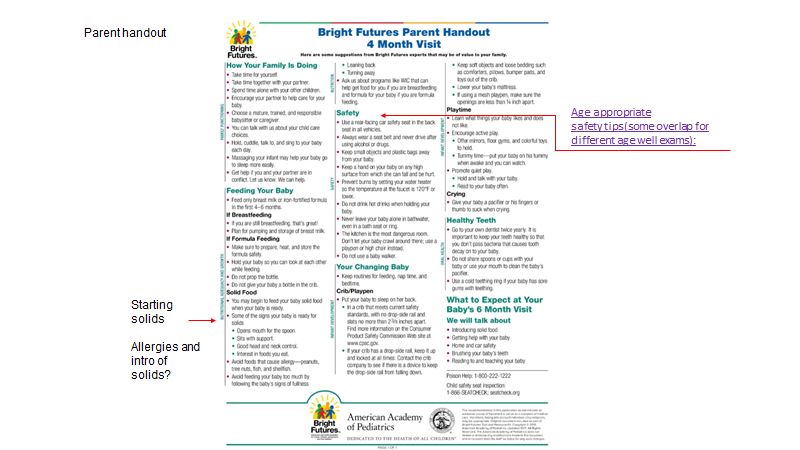 Parent handout
Bright Futures Parent Handout
4 Month Visit
Here are some suggestions from Bright Futures experts that may be of value to your family.
Bright
Futures.
How Your Family Is Doing
• Take time for yourself.
• Take time together with your partner.
• Spend time alone with your other children.
• Encourage your partner to help care for your
baby.
• Choose a mature, trained, and responsible
babysitter or caregiver.
• You can talk with us about your child care
choices.
• Hold, cuddle, talk to, and sing to your baby
each day.
• Massaging your infant may help your baby go
to sleep more easily.
• Get help if you and your partner are in
conflict. Let us know. We can help.
FAMILY FUNCTIONING
Feeding Your Baby
• Feed only breast milk or iron-fortified formula
in the first 4–6 months.
If Breastfeeding
• If you are still breastfeeding, that's great!
• Plan for pumping and storage of breast milk.
If Formula Feeding
• Make sure to prepare, heat, and store the
formula safely.
• Hold your baby so you can look at each other
while feeding.
• Do not prop the bottle.
• Do not give your baby a bottle in the crib.
Solid Food
• You may begin to feed your baby solid food
when your baby is ready.
• Some of the signs your baby is ready for
solids
• Opens mouth for the spoon.
• Sits with support.
• Good head and neck control.
• Interest in foods you eat.
• Avoid foods that cause allergy—peanuts,
tree nuts, fish, and shellfish.
• Avoid feeding your baby too much by
following the baby's signs of fullness
NUTRITIONAL ADEQUACY AND GROWTH
• Leaning back
• Turning away
• Ask us about programs like WIC that can
help get food for you if you are breastfeeding
and formula for your baby if you are formula
feeding.
NUTRITION
Safety
• Use a rear-facing car safety seat in the back
seat in all vehicles.
• Always wear a seat belt and never drive after
using alcohol or drugs.
• Keep small objects and plastic bags away
from your baby.
• Keep a hand on your baby on any high
surface from which she can fall and be hurt.
• Prevent burns by setting your water heater
so the temperature at the faucet is 120°F or
lower.
• Do not drink hot drinks when holding your
baby.
• Never leave your baby alone in bathwater,
even in a bath seat or ring.
• The kitchen is the most dangerous room.
Don't let your baby crawl around there; use a
playpen or high chair instead.
• Do not use a baby walker.
SAFETY
Your Changing Baby
• Keep routines for feeding, nap time, and
bedtime.
Crib/Playpen
• Put your baby to sleep on her back.
• In a crib that meets current safety
standards, with no drop-side rail and
slats no more than 2⅜ inches apart.
Find more information on the Consumer
Product Safety Commission Web site at
www.cpsc.gov.
• If your crib has a drop-side rail, keep it up
and locked at all times. Contact the crib
company to see if there is a device to keep
the drop-side rail from falling down.
INFANT DEVELOPMENT
• Keep soft objects and loose bedding such
as comforters, pillows, bumper pads, and
toys out of the crib.
• Lower your baby's mattress.
• If using a mesh playpen, make sure the
openings are less than ¼ inch apart.
Playtime
• Learn what things your baby likes and does
not like.
• Encourage active play.
• Offer mirrors, floor gyms, and colorful toys
to hold.
• Tummy time—put your baby on his tummy
when awake and you can watch.
• Promote quiet play.
• Hold and talk with your baby.
• Read to your baby often.
Crying
• Give your baby a pacifier or his fingers or
thumb to suck when crying.
INFANT DEVELOPMENT
Healthy Teeth
• Go to your own dentist twice yearly. It is
important to keep your teeth healthy so that
you don't pass bacteria that causes tooth
decay on to your baby.
• Do not share spoons or cups with your
baby or use your mouth to clean the baby's
pacifier.
• Use a cold teething ring if your baby has sore
gums with teething.
ORAL HEALTH
What to Expect at Your
Baby's 6 Month Visit
We will talk about
• Introducing solid food
• Getting help with your baby
• Home and car safety
• Brushing your baby's teeth
• Reading to and teaching your baby
Poison Help: 1-800-222-1222
Child safety seat inspection:
1-866-SEATCHECK; seatcheck.org
Age appropriate
safety tips (some overlap for
different age well exams):
Starting
solids
Allergies and
intro of
solids?
Bright
Futures.
American Academy
of Pediatrics
DEDICATED TO THE HEALTH OF ALL CHILDREN
PAGE 1 OF 1